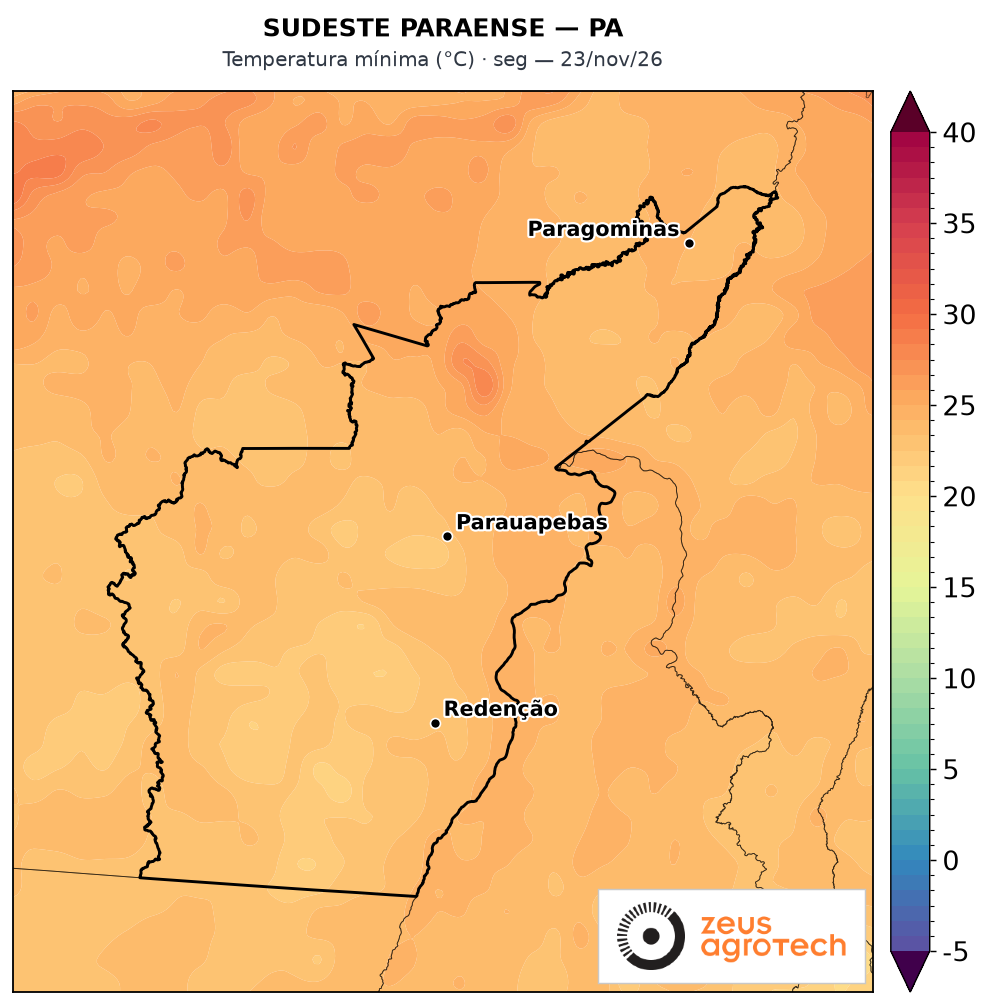 SUDESTE PARAENSE — PA
Temperatura mínima (°C) · seg — 23/nov/26
40
35
30
25
20
15
10
5
0
-5
Paragominas
Parauapebas
Redenção
zeus
agrotech